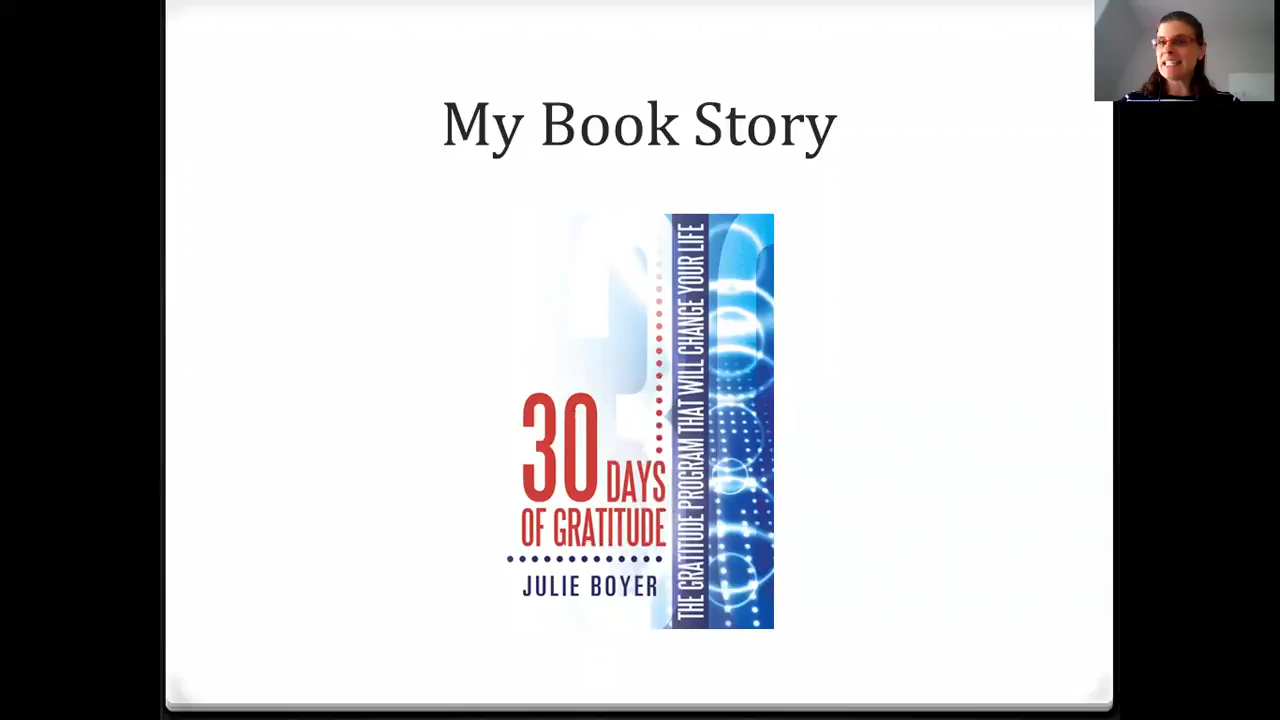 My Book Story
30 DAYS
OF GRATITUDE
JULIE BOYER
THE GRATITUDE PROGRAM THAT WILL CHANGE YOUR LIFE